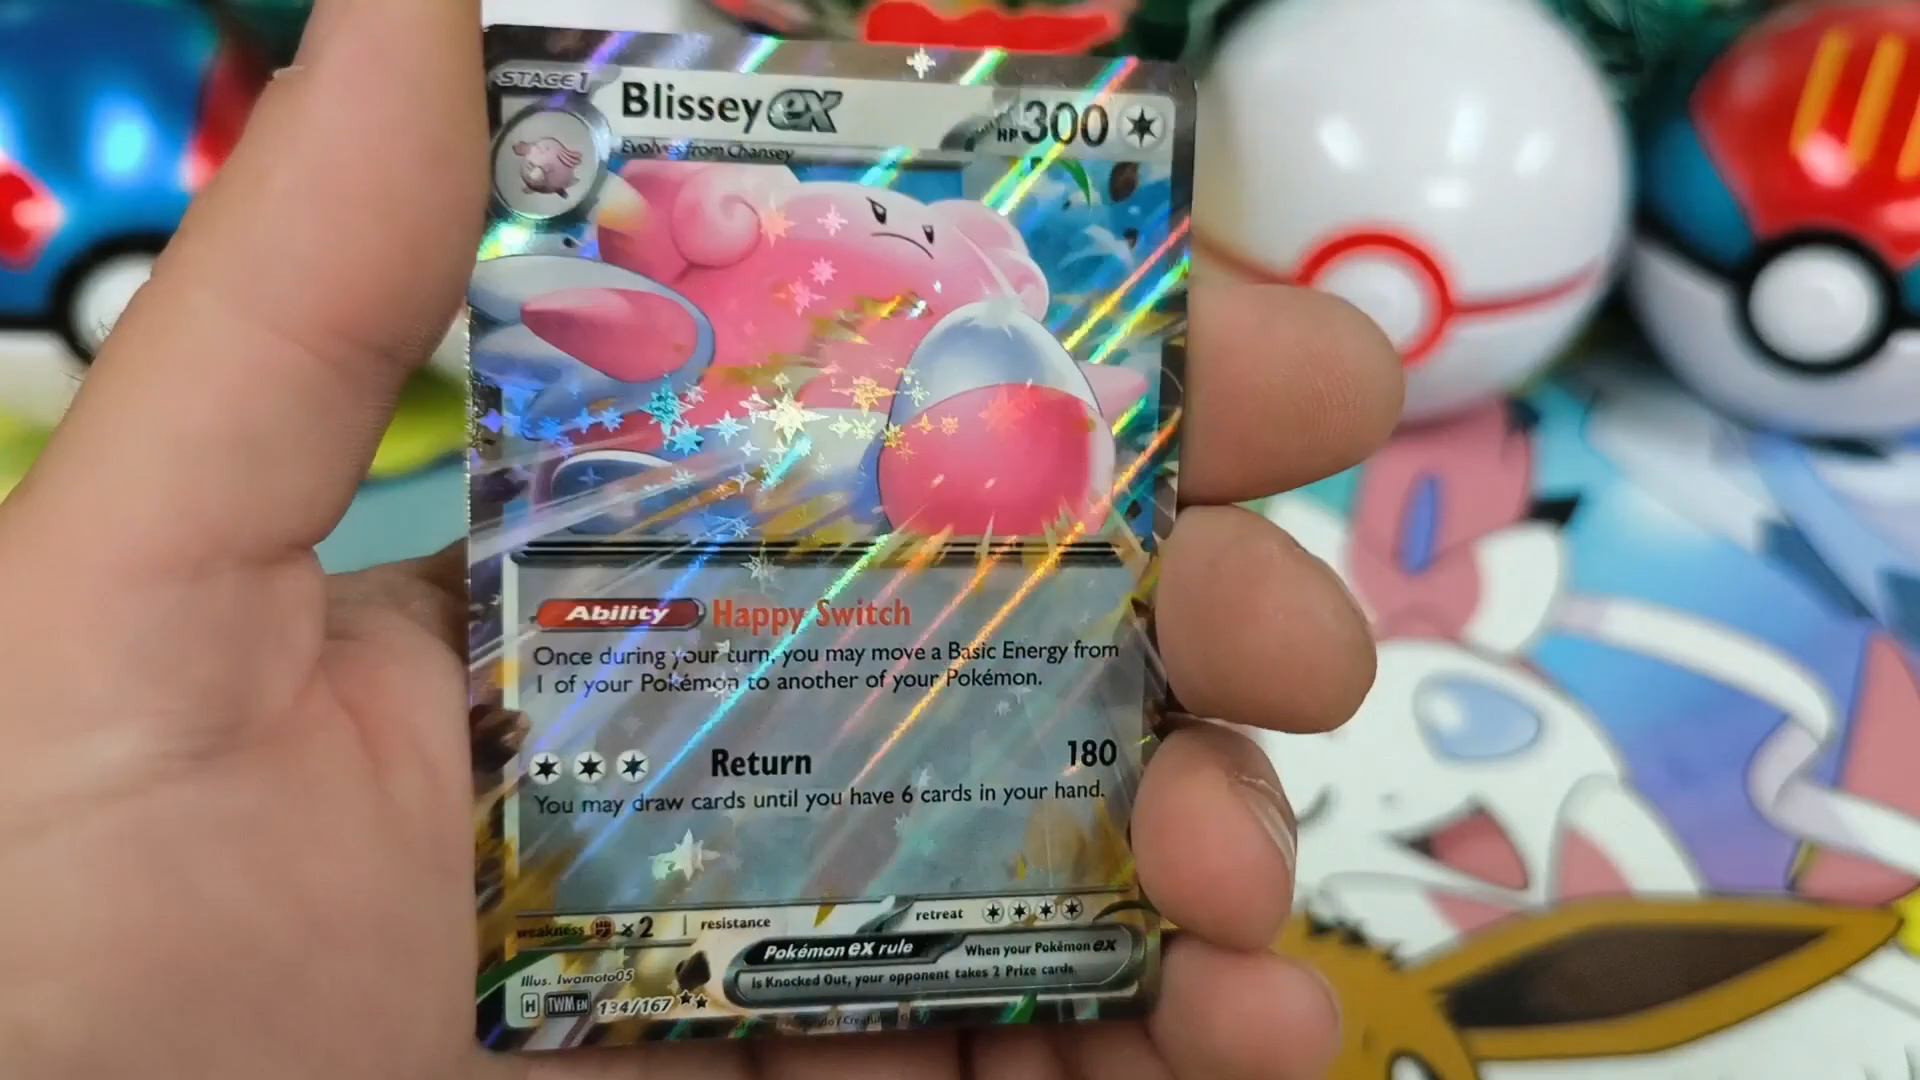 STAGE 1
Blissey ex
HP 300
Evolves from Chansey
Ability Happy Switch
Once during your turn, you may move a Basic Energy from
1 of your Pokémon to another of your Pokémon.
Return 180
You may draw cards until you have 6 cards in your hand.
weakness ×2 resistance retreat
Pokémon ex rule When your Pokémon ex
is Knocked Out, your opponent takes 2 Prize cards.
Illus. Iwamoto05
H TWM EN 134/167